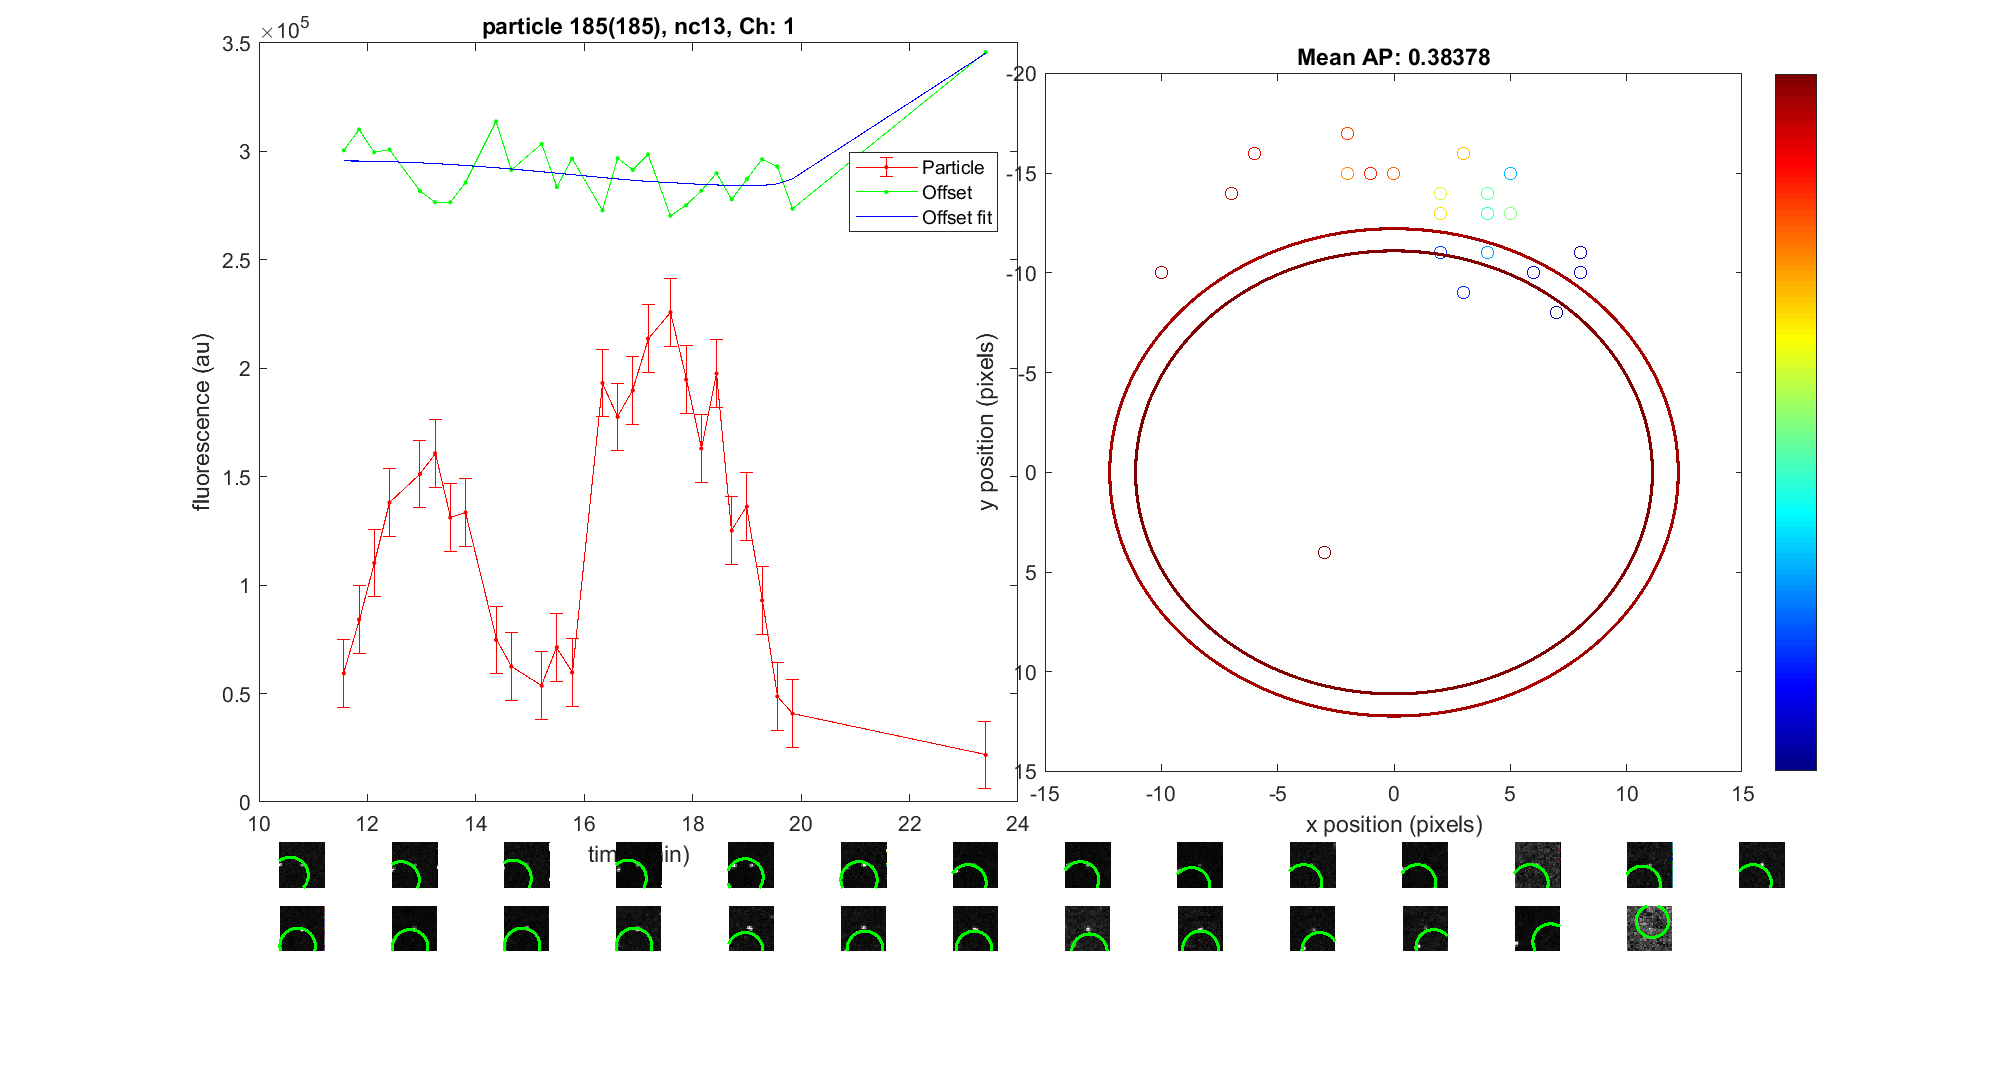 particle 185(185), nc13, Ch: 1
×10^5
3.5
3
2.5
2
1.5
1
0.5
0
fluorescence (au)
10 12 14 16 18 20 22 24
Particle
Offset
Offset fit
Mean AP: 0.38378
-20
-15
-10
-5
0
5
10
15
y position (pixels)
-15 -10 -5 0 5 10 15
x position (pixels)